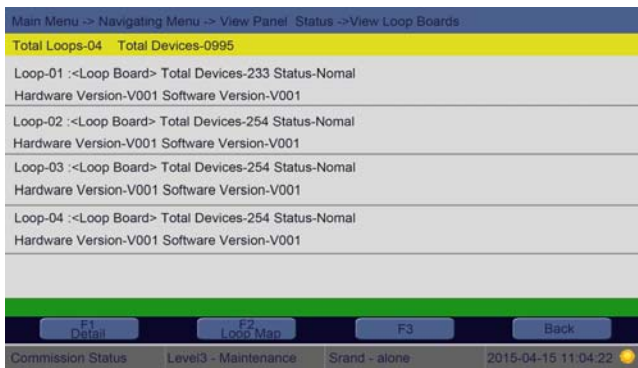 Main Menu -> Navigating Menu -> View Panel Status ->View Loop Boards
Total Loops-04 Total Devices-0995
Loop-01 :<Loop Board> Total Devices-233 Status-Nomal
Hardware Version-V001 Software Version-V001
Loop-02 :<Loop Board> Total Devices-254 Status-Nomal
Hardware Version-V001 Software Version-V001
Loop-03 :<Loop Board> Total Devices-254 Status-Nomal
Hardware Version-V001 Software Version-V001
Loop-04 :<Loop Board> Total Devices-254 Status-Nomal
Hardware Version-V001 Software Version-V001
F1 Detail
F2 Loop Map
F3
Back
Commission Status Level3 - Maintenance Srand - alone 2015-04-15 11:04:22